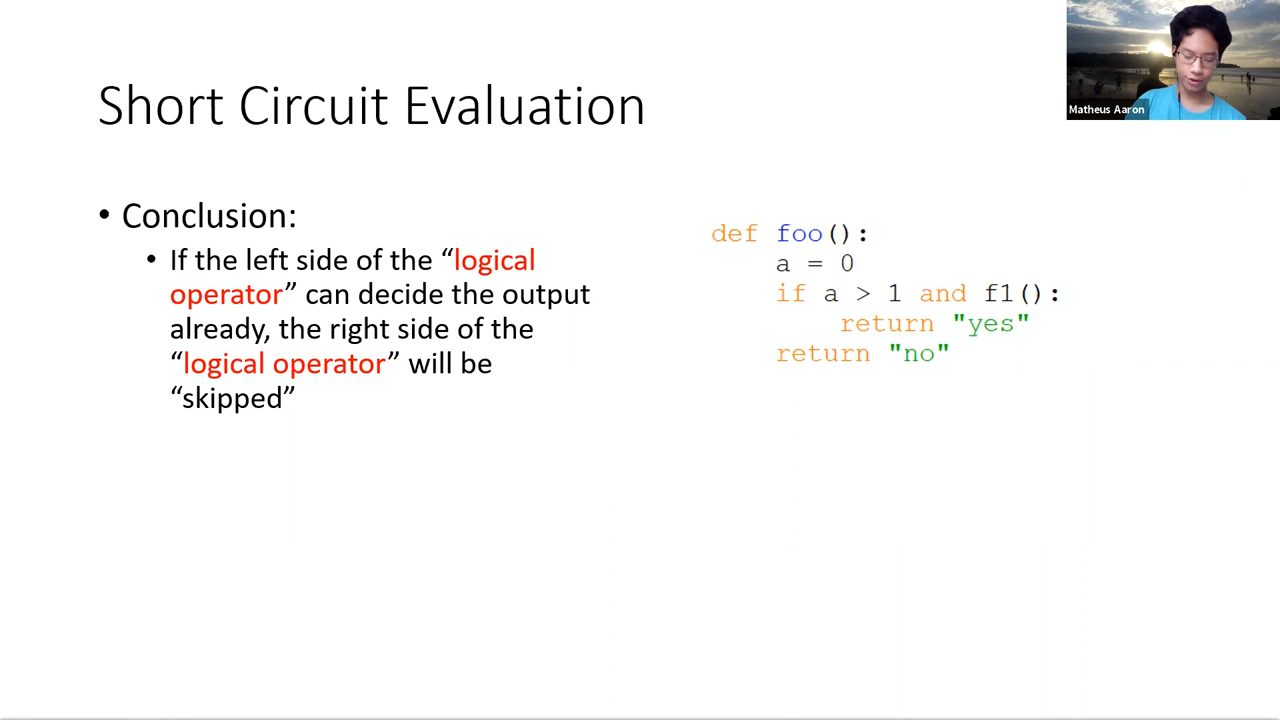 Short Circuit Evaluation
Matheus Aaron
• Conclusion:
• If the left side of the “logical
operator” can decide the output
already, the right side of the
“logical operator” will be
“skipped”
def foo():
    a = 0
    if a > 1 and f1():
        return "yes"
    return "no"